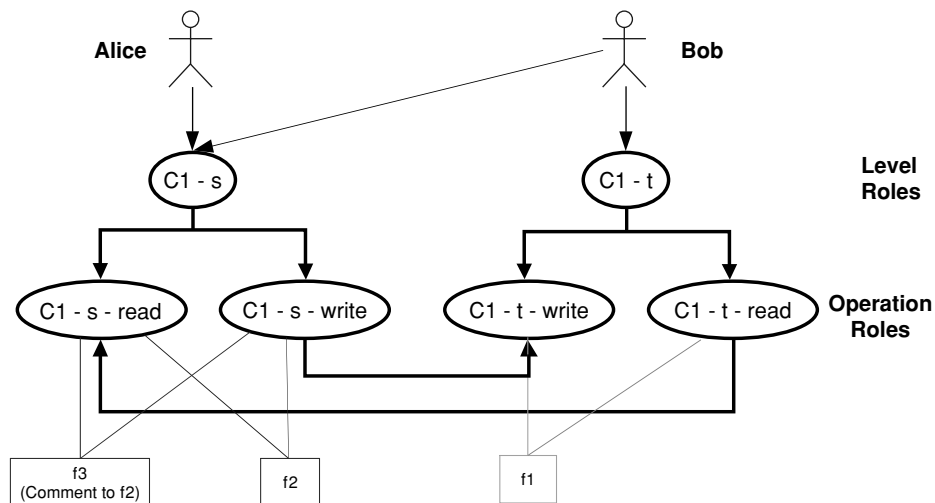 Alice
Bob
C1 - s
C1 - t
Level
Roles
C1 - s - read
C1 - s - write
C1 - t - write
C1 - t - read
Operation
Roles
f3
(Comment to f2)
f2
f1